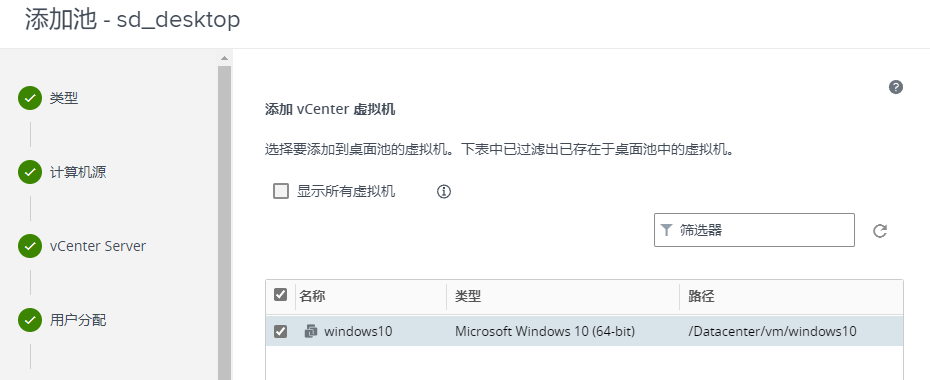 添加池 - sd_desktop
类型
计算机源
vCenter Server
用户分配
添加 vCenter 虚拟机
选择要添加到桌面池的虚拟机。下表中已过滤出已存在于桌面池中的虚拟机。
显示所有虚拟机
筛选器
名称 类型 路径
windows10 Microsoft Windows 10 (64-bit) /Datacenter/vm/windows10